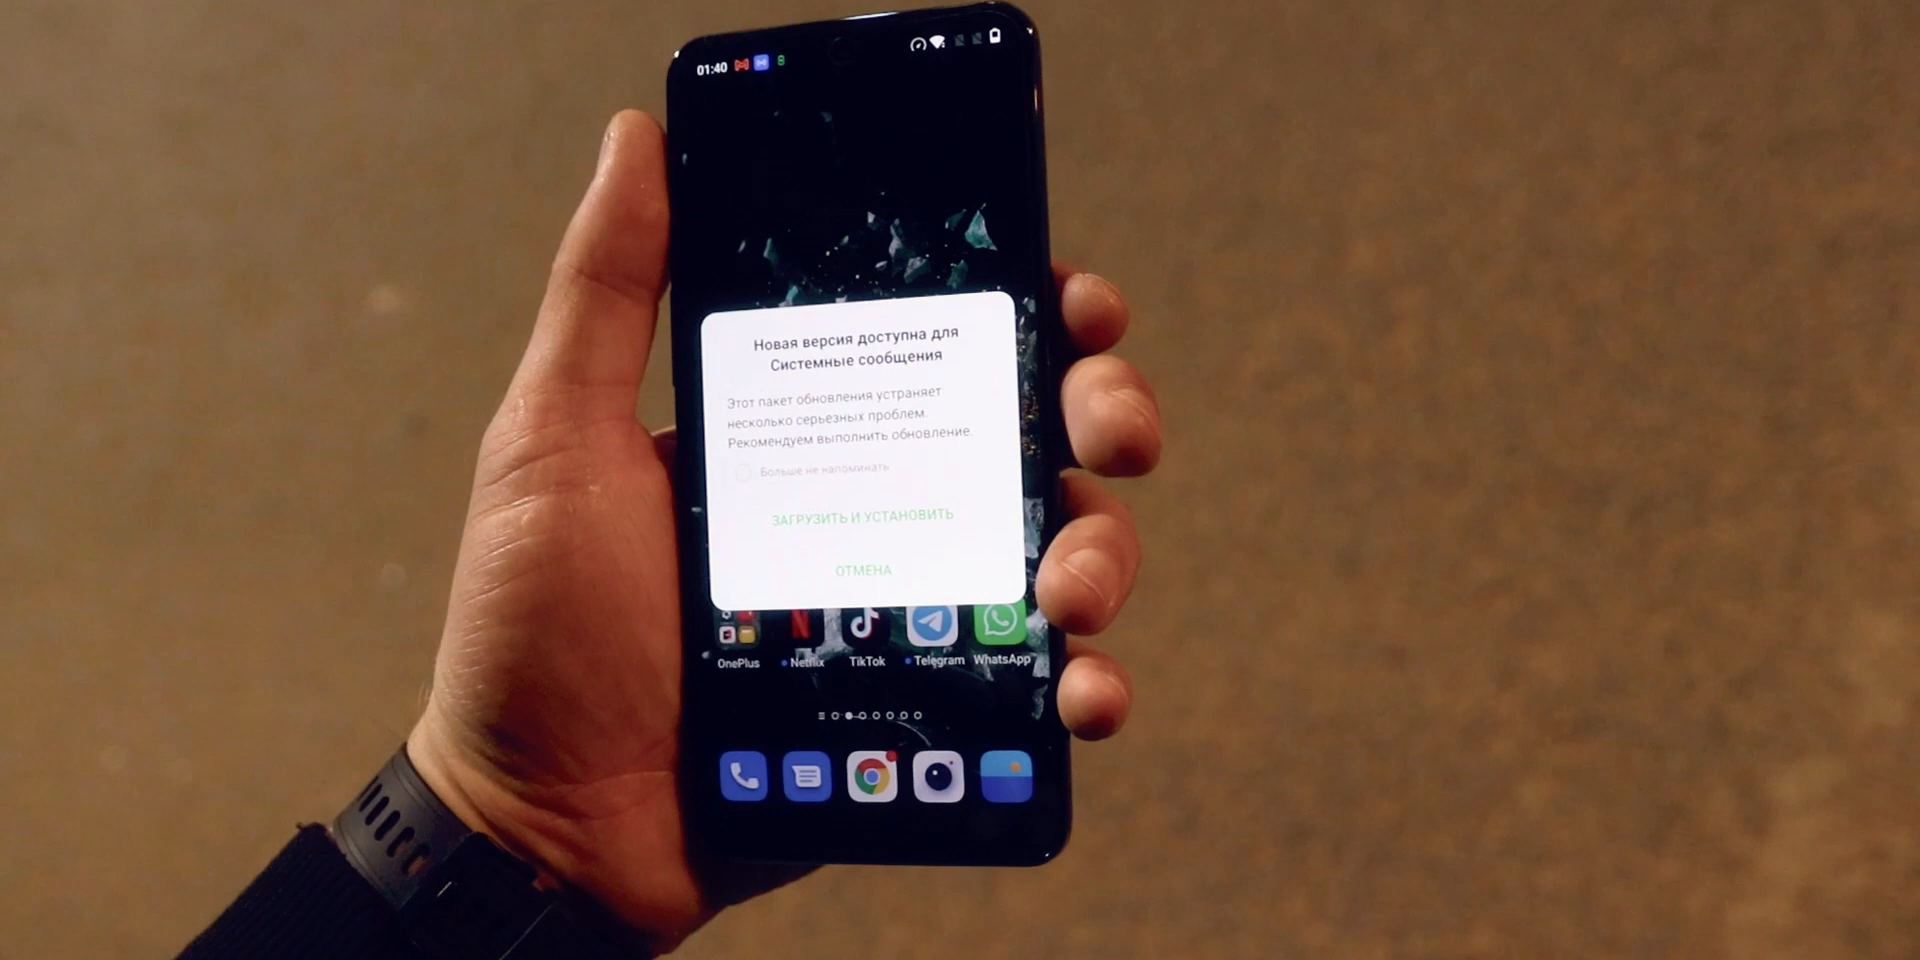 01:40
Новая версия доступна для
Системные сообщения
Этот пакет обновления устраняет
несколько серьезных проблем.
Рекомендуем выполнить обновление.
Больше не напоминать
ЗАГРУЗИТЬ И УСТАНОВИТЬ
ОТМЕНА
OnePlus Netflix TikTok Telegram WhatsApp